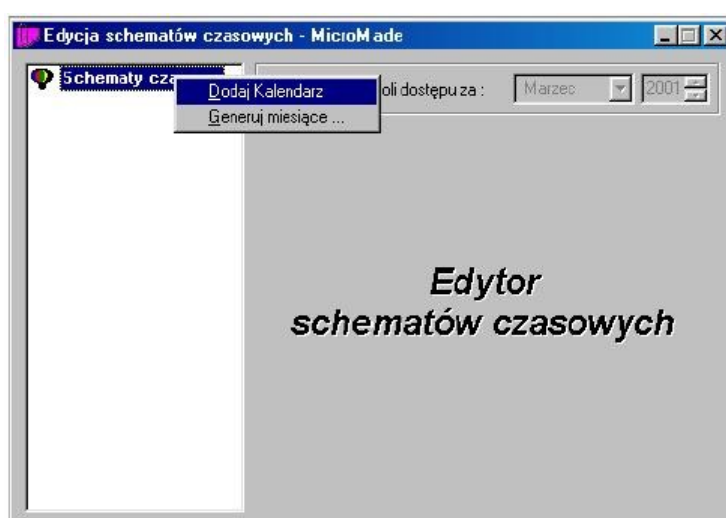 Edycja schematów czasowych - MicroMade
Schematy cza
oli dostępu za :
Marzec
2001
Dodaj Kalendarz
Generuj miesiące ...
Edytor
schematów czasowych